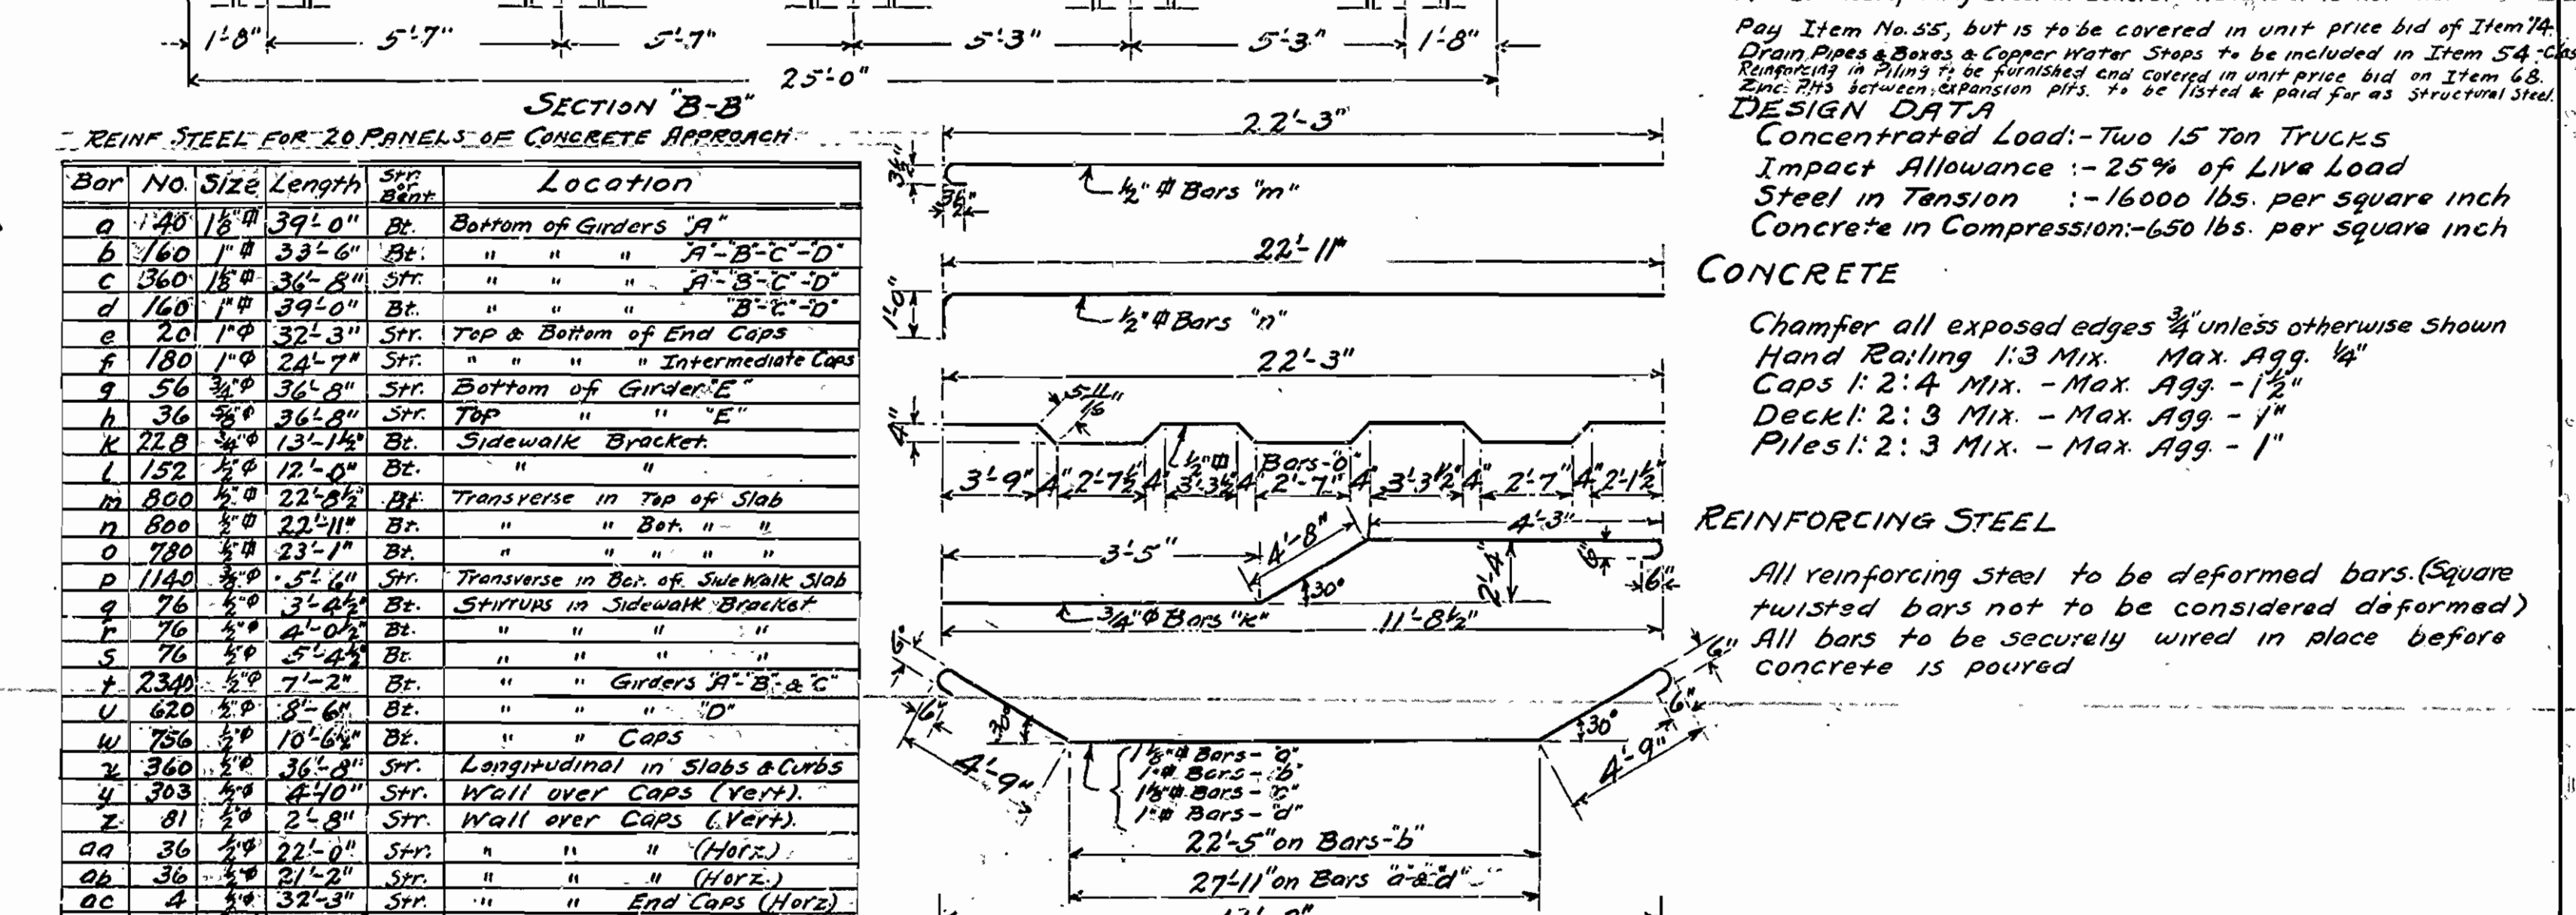 1'-8" 5'-7" 5'-7" 5'-3" 5'-3" 1'-8"
25'-0"
SECTION "B-B"
REINF STEEL FOR 20 PANELS OF CONCRETE APPROACH
Bar No. Size Length Str. or Bent Location
a 140 1⅛"⌽ 39'-0" Bt. Bottom of Girders "A"
b 160 1"⌽ 33'-6" Bt. " " " "A"-"B"-"C"-"D"
c 360 1⅛"⌽ 36'-8" Str. " " " "A"-"B"-"C"-"D"
d 160 1"⌽ 39'-0" Bt. " " " "B"-"C"-"D"
e 20 1"φ 32'-3" Str. Top & Bottom of End Caps
f 180 1"φ 24'-7" Str. " " " " Intermediate Caps
g 56 ¾"φ 36'-8" Str. Bottom of Girder "E"
h 36 ⅝"φ 36'-8" Str. Top " " "E"
k 228 ¾"φ 13'-1½" Bt. Sidewalk Bracket.
l 152 ½"φ 12'-0" Bt. " "
m 800 ½"⌽ 22'-8½" Bt Transverse in Top of Slab
n 800 ½"⌽ 22'-11" Bt. " " Bot. " "
o 780 ½"⌽ 23'-1" Bt. " " " " "
p 1140 ⅜"φ 5'-6" Str. Transverse in Bot. of Side Walk Slab
q 76 ½"φ 3'-4½" Bt. Stirrups in Sidewalk Bracket
r 76 ½"φ 4'-0½" Bt. " " " "
s 76 ½"φ 5'-4½" Bt. " " " "
t 2340 ½"φ 7'-2" Bt. " " Girders "A"-"B"-&"C"
u 620 ½"φ 8'-6" Bt. " " " "D"
w 756 ½"φ 10'-6½" Bt. " " Caps
x 360 ½"φ 36'-8" Str. Longitudinal in Slabs & Curbs
y 303 ½"φ 4'-10" Str. Wall over Caps (Vert).
z 81 ½"φ 2'-8" Str. Wall over Caps (Vert).
aa 36 ½"φ 22'-0" Str. " " " (Horz.)
ab 36 ½"φ 21'-2" Str. " " " (Horz.)
ac 4 ½"φ 32'-3" Str. " " End Caps (Horz)
22'-3"
3½"
3½"
½"⌽ Bars "m"
22'-11"
1'-0"
½"⌽ Bars "n"
22'-3"
5 11/16"
4"
½"⌽ Bars-"o"
3'-9" 4" 2'-7½" 4" 3'-3½" 4" 2'-7" 4" 3'-3½" 4" 2'-7" 4" 2'-1½"
3'-5" 4'-8" 4'-3"
30° 2'-4" 6"
¾"φ Bars "k" 11'-8½"
6" 6"
6" 30° 30° 6"
4'-9" 4'-9"
1⅛"⌽ Bars-"a"
1"⌽ Bars-"b"
1⅛"⌽ Bars-"c"
1"⌽ Bars-"d"
22'-5" on Bars-"b"
27'-11" on Bars "a"-&"d"
Pay Item No. 55, but is to be covered in unit price bid of Item 74.
Drain Pipes & Boxes & Copper Water Stops to be included in Item 54
Reinforcing in Piling to be furnished and covered in unit price bid on Item 68.
Zinc Plts between expansion plts. to be listed & paid for as Structural Steel.
DESIGN DATA
Concentrated Load:-Two 15 Ton Trucks
Impact Allowance :- 25% of Live Load
Steel in Tension :-16000 lbs. per square inch
Concrete in Compression:-650 lbs. per square inch
CONCRETE
Chamfer all exposed edges ¾" unless otherwise shown
Hand Railing 1:3 Mix. Max. Agg. ¼"
Caps 1:2:4 Mix. - Max. Agg. -1½"
Deck 1:2:3 Mix. - Max. Agg. - 1"
Piles 1:2:3 Mix. - Max. Agg. - 1"
REINFORCING STEEL
All reinforcing steel to be deformed bars.(Square
twisted bars not to be considered deformed)
All bars to be securely wired in place before
concrete is poured